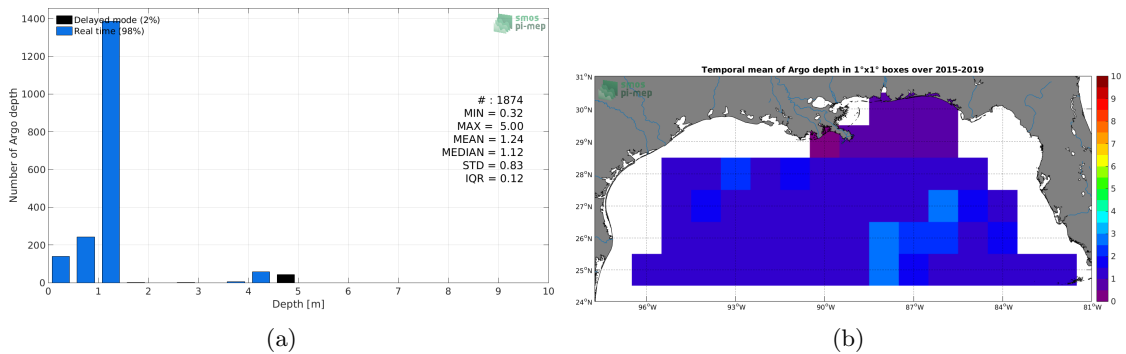 Delayed mode (2%)
Real time (98%)
smos
pi-mep
1400
1200
1000
800
600
400
200
0
Number of Argo depth
# : 1874
MIN = 0.32
MAX = 5.00
MEAN = 1.24
MEDIAN = 1.12
STD = 0.83
IQR = 0.12
0 1 2 3 4 5 6 7 8 9 10
Depth [m]
(a)
Temporal mean of Argo depth in 1°x1° boxes over 2015-2019
smos
pi-mep
31°N
30°N
29°N
28°N
27°N
26°N
25°N
24°N
96°W 93°W 90°W 87°W 84°W 81°W
10
9
8
7
6
5
4
3
2
1
0
(b)